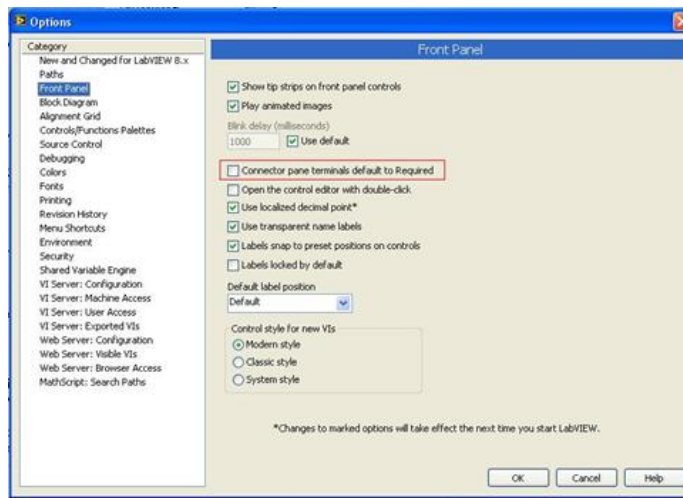 Options
Category
New and Changed for LabVIEW 8.x
Paths
Front Panel
Block Diagram
Alignment Grid
Controls/Functions Palettes
Source Control
Debugging
Colors
Fonts
Printing
Revision History
Menu Shortcuts
Environment
Security
Shared Variable Engine
VI Server: Configuration
VI Server: Machine Access
VI Server: User Access
VI Server: Exported VIs
Web Server: Configuration
Web Server: Visible VIs
Web Server: Browser Access
MathScript: Search Paths
Front Panel
Show tip strips on front panel controls
Play animated images
Blink delay (milliseconds)
1000 Use default
Connector pane terminals default to Required
Open the control editor with double-click
Use localized decimal point*
Use transparent name labels
Labels snap to preset positions on controls
Labels locked by default
Default label position
Default
Control style for new VIs
Modern style
Classic style
System style
*Changes to marked options will take effect the next time you start LabVIEW.
OK Cancel Help